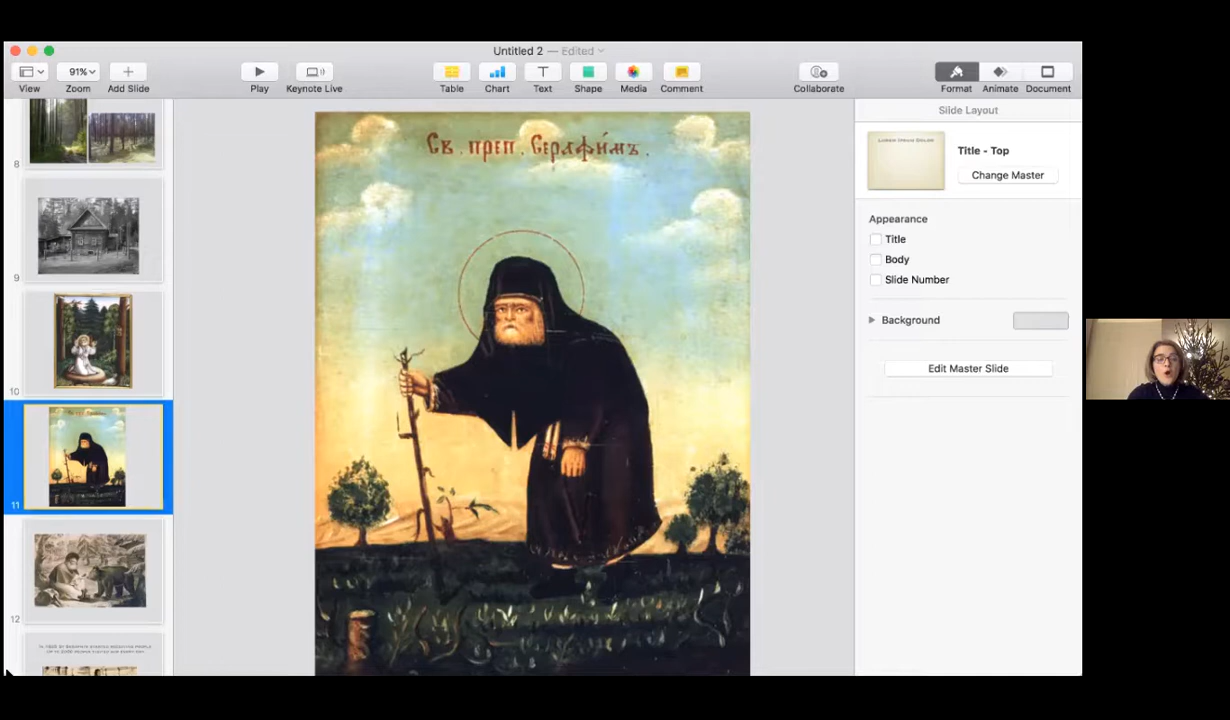 Untitled 2 — Edited
View
91%
Zoom
Add Slide
Play
Keynote Live
Table
Chart
Text
Shape
Media
Comment
Collaborate
Format
Animate
Document
8
9
10
11
12
Св. преп. Серафи́мъ.
Slide Layout
Title - Top
Change Master
Appearance
Title
Body
Slide Number
Background
Edit Master Slide